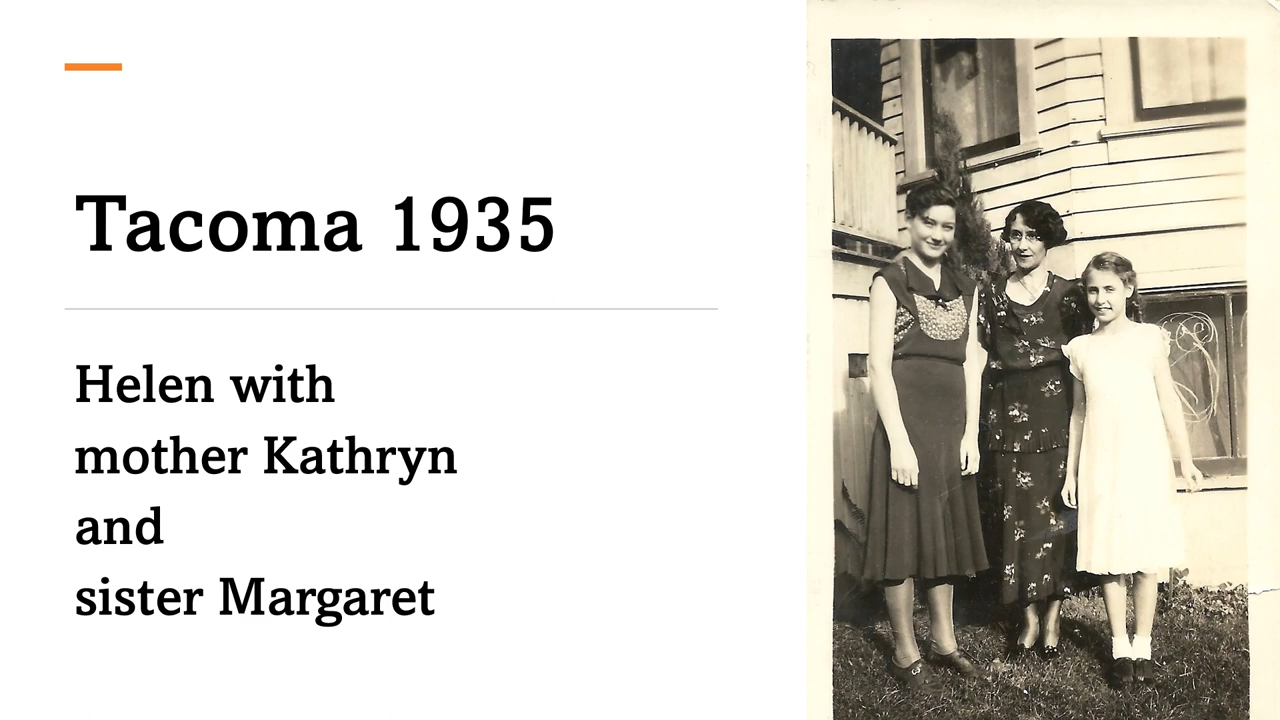 Tacoma 1935
Helen with
mother Kathryn
and
sister Margaret